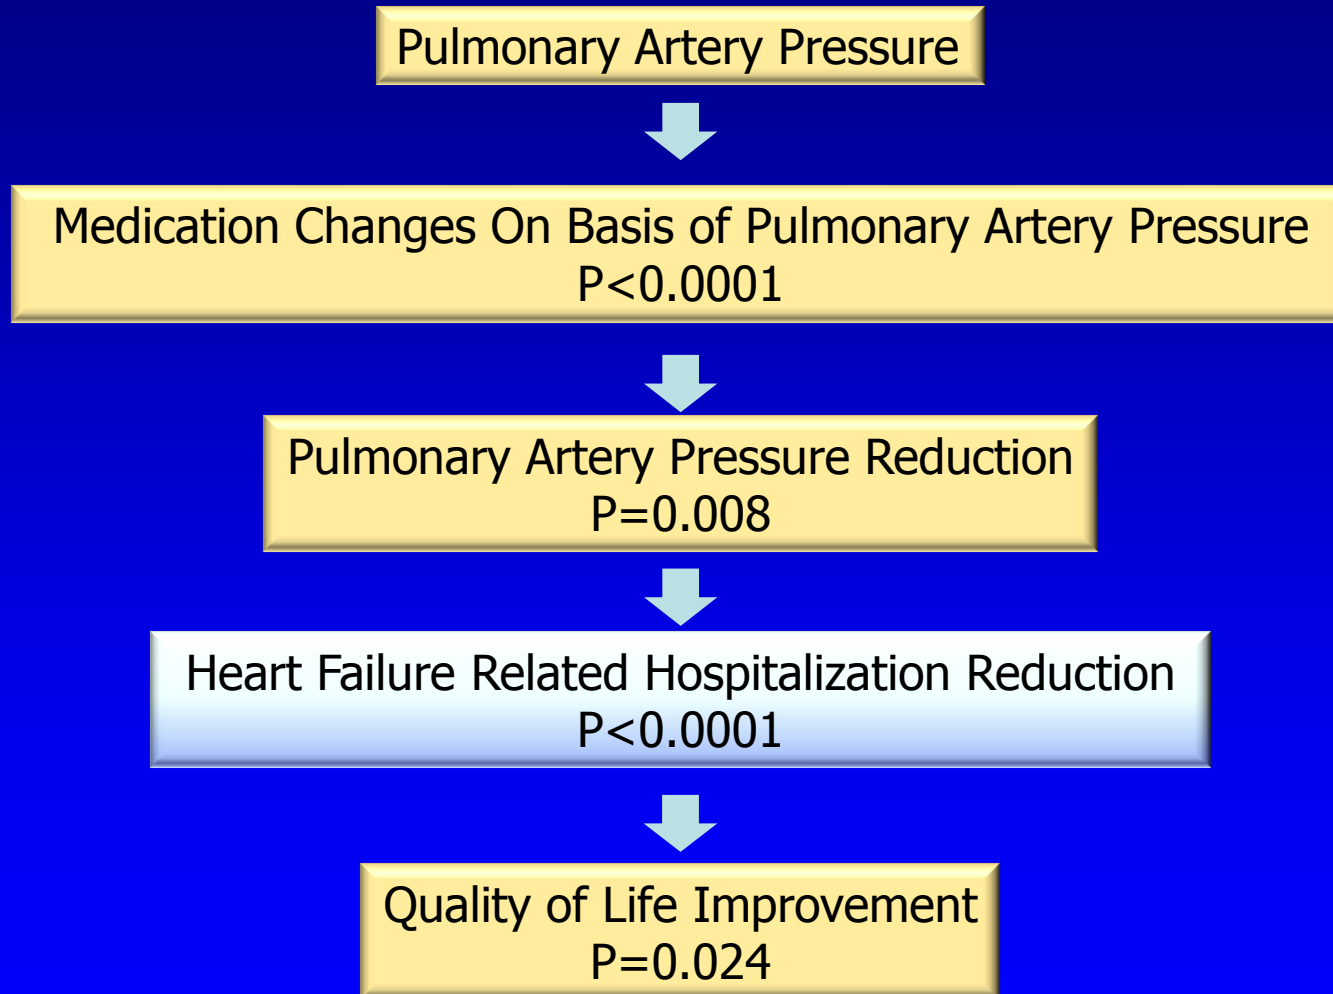 Pulmonary Artery Pressure
Medication Changes On Basis of Pulmonary Artery Pressure
P<0.0001
Pulmonary Artery Pressure Reduction
P=0.008
Heart Failure Related Hospitalization Reduction
P<0.0001
Quality of Life Improvement
P=0.024